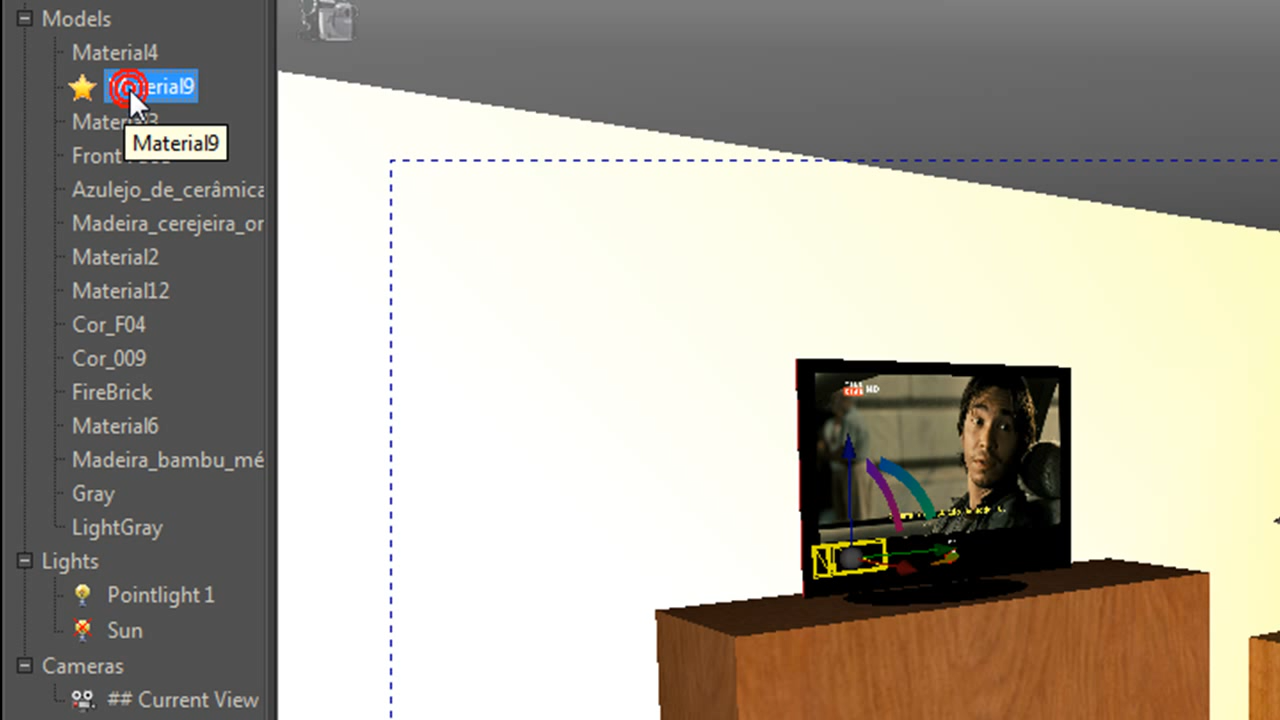 Models
Material4
Material9
Material9
Azulejo_de_cerâmica
Madeira_cerejeira_or
Material2
Material12
Cor_F04
Cor_009
FireBrick
Material6
Madeira_bambu_mé
Gray
LightGray
Lights
Pointlight 1
Sun
Cameras
## Current View
HD